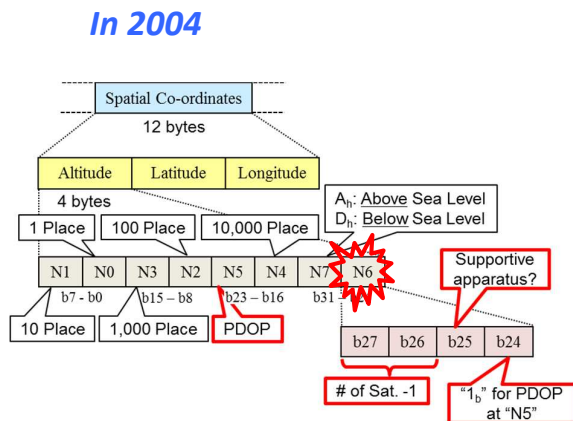 In 2004
Spatial Co-ordinates
12 bytes
Altitude Latitude Longitude
4 bytes
A_h: Above Sea Level
D_h: Below Sea Level
1 Place 100 Place 10,000 Place
N1 N0 N3 N2 N5 N4 N7 N6
Supportive
apparatus?
b7 - b0 b15 – b8 b23 – b16 b31
10 Place 1,000 Place PDOP
b27 b26 b25 b24
# of Sat. -1
"1_b" for PDOP
at "N5"